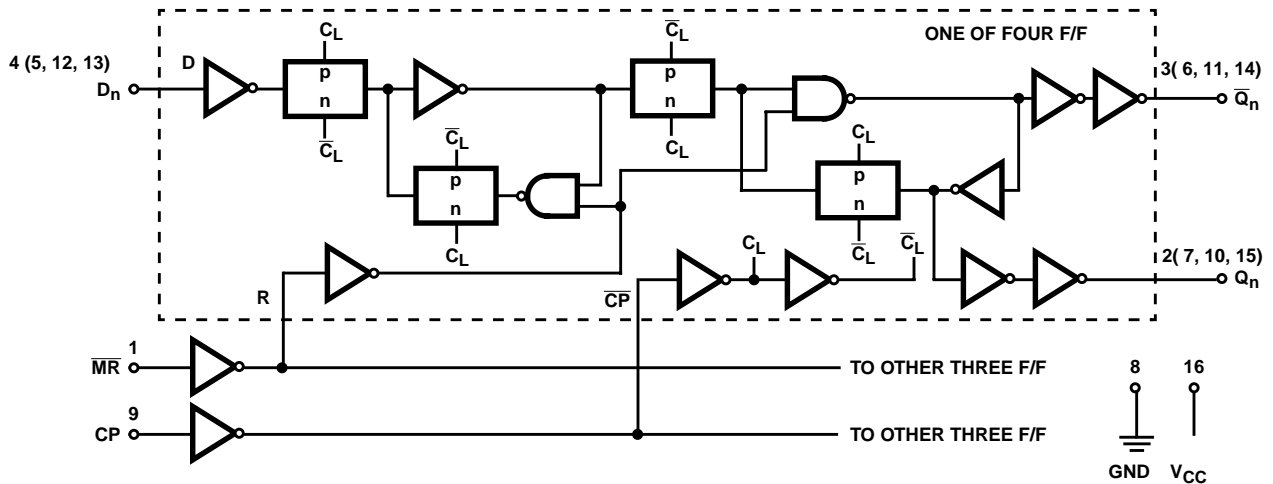 ONE OF FOUR F/F
4 (5, 12, 13)
Dn
D
CL
p
n
C̅L
C̅L
p
n
CL
C̅L
p
n
CL
3( 6, 11, 14)
Q̅n
CL
p
n
C̅L
R
C̅P̅
CL
C̅L
2( 7, 10, 15)
Qn
1
M̅R̅
TO OTHER THREE F/F
9
CP
TO OTHER THREE F/F
8
GND
16
VCC